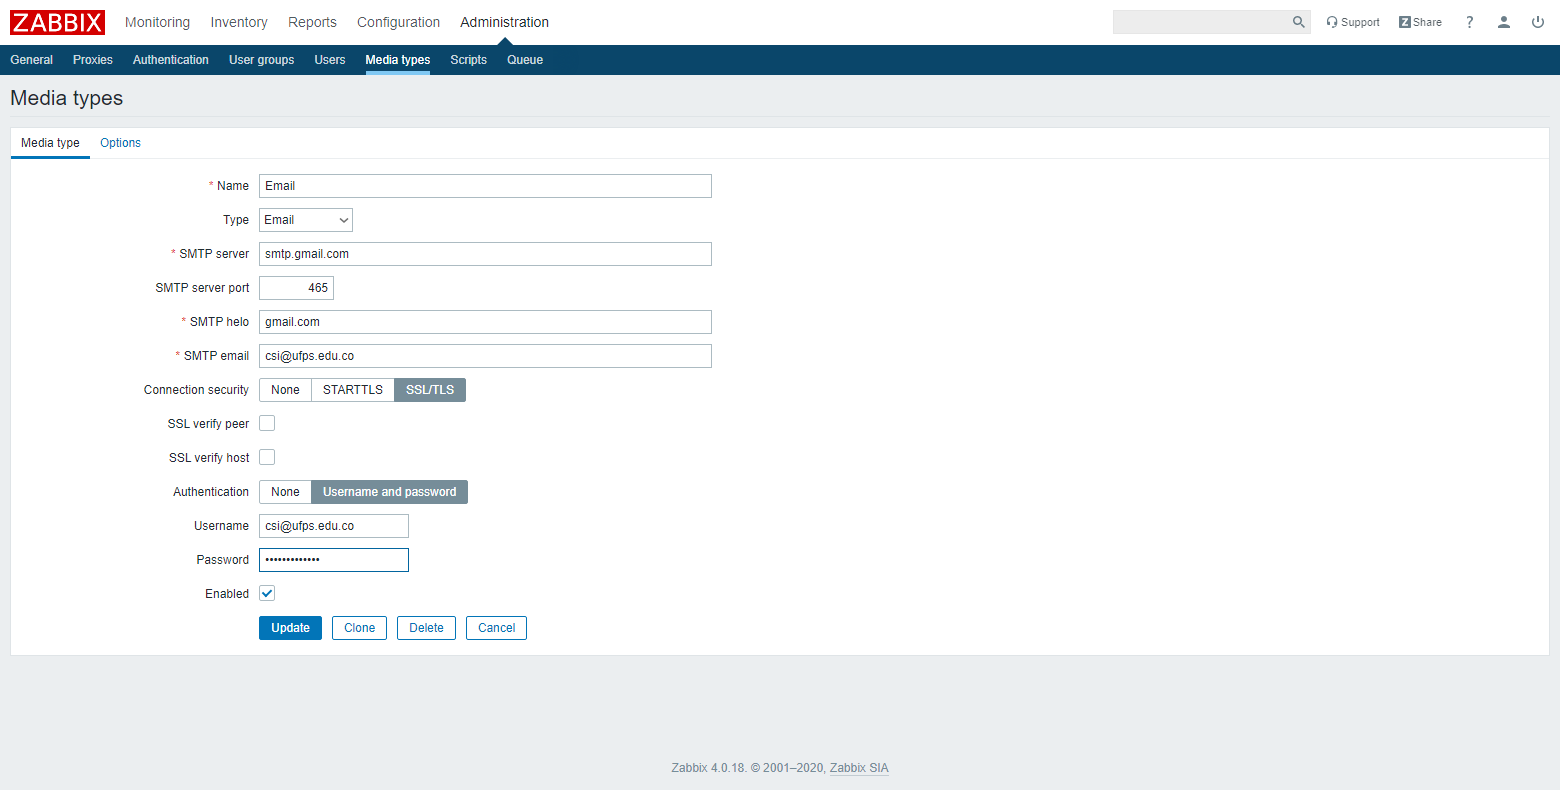 ZABBIX Monitoring Inventory Reports Configuration Administration Support Z Share ?
General Proxies Authentication User groups Users Media types Scripts Queue
Media types
Media type Options
* Name Email
Type Email
* SMTP server smtp.gmail.com
SMTP server port 465
* SMTP helo gmail.com
* SMTP email csi@ufps.edu.co
Connection security None STARTTLS SSL/TLS
SSL verify peer
SSL verify host
Authentication None Username and password
Username csi@ufps.edu.co
Password •••••••••••••
Enabled
Update Clone Delete Cancel
Zabbix 4.0.18. © 2001–2020, Zabbix SIA